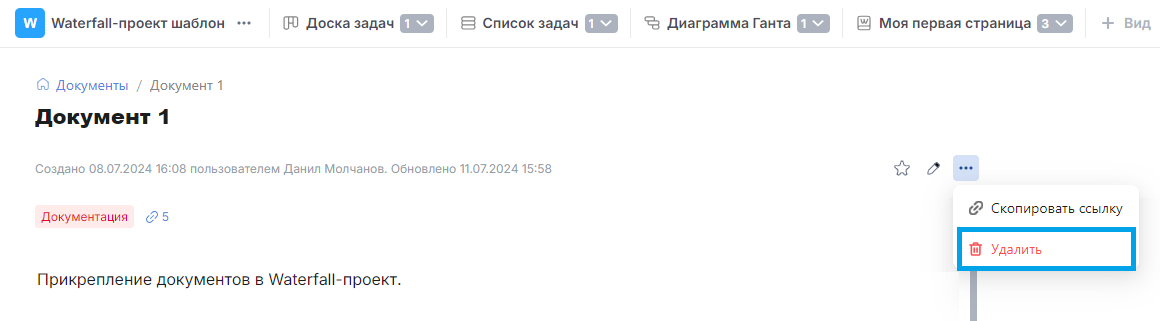 W Waterfall-проект шаблон ··· Доска задач 1 Список задач 1 Диаграмма Ганта 1 Моя первая страница 3 + Вид
Документы / Документ 1
Документ 1
Создано 08.07.2024 16:08 пользователем Данил Молчанов. Обновлено 11.07.2024 15:58
Скопировать ссылку
Документация 5
Удалить
Прикрепление документов в Waterfall-проект.